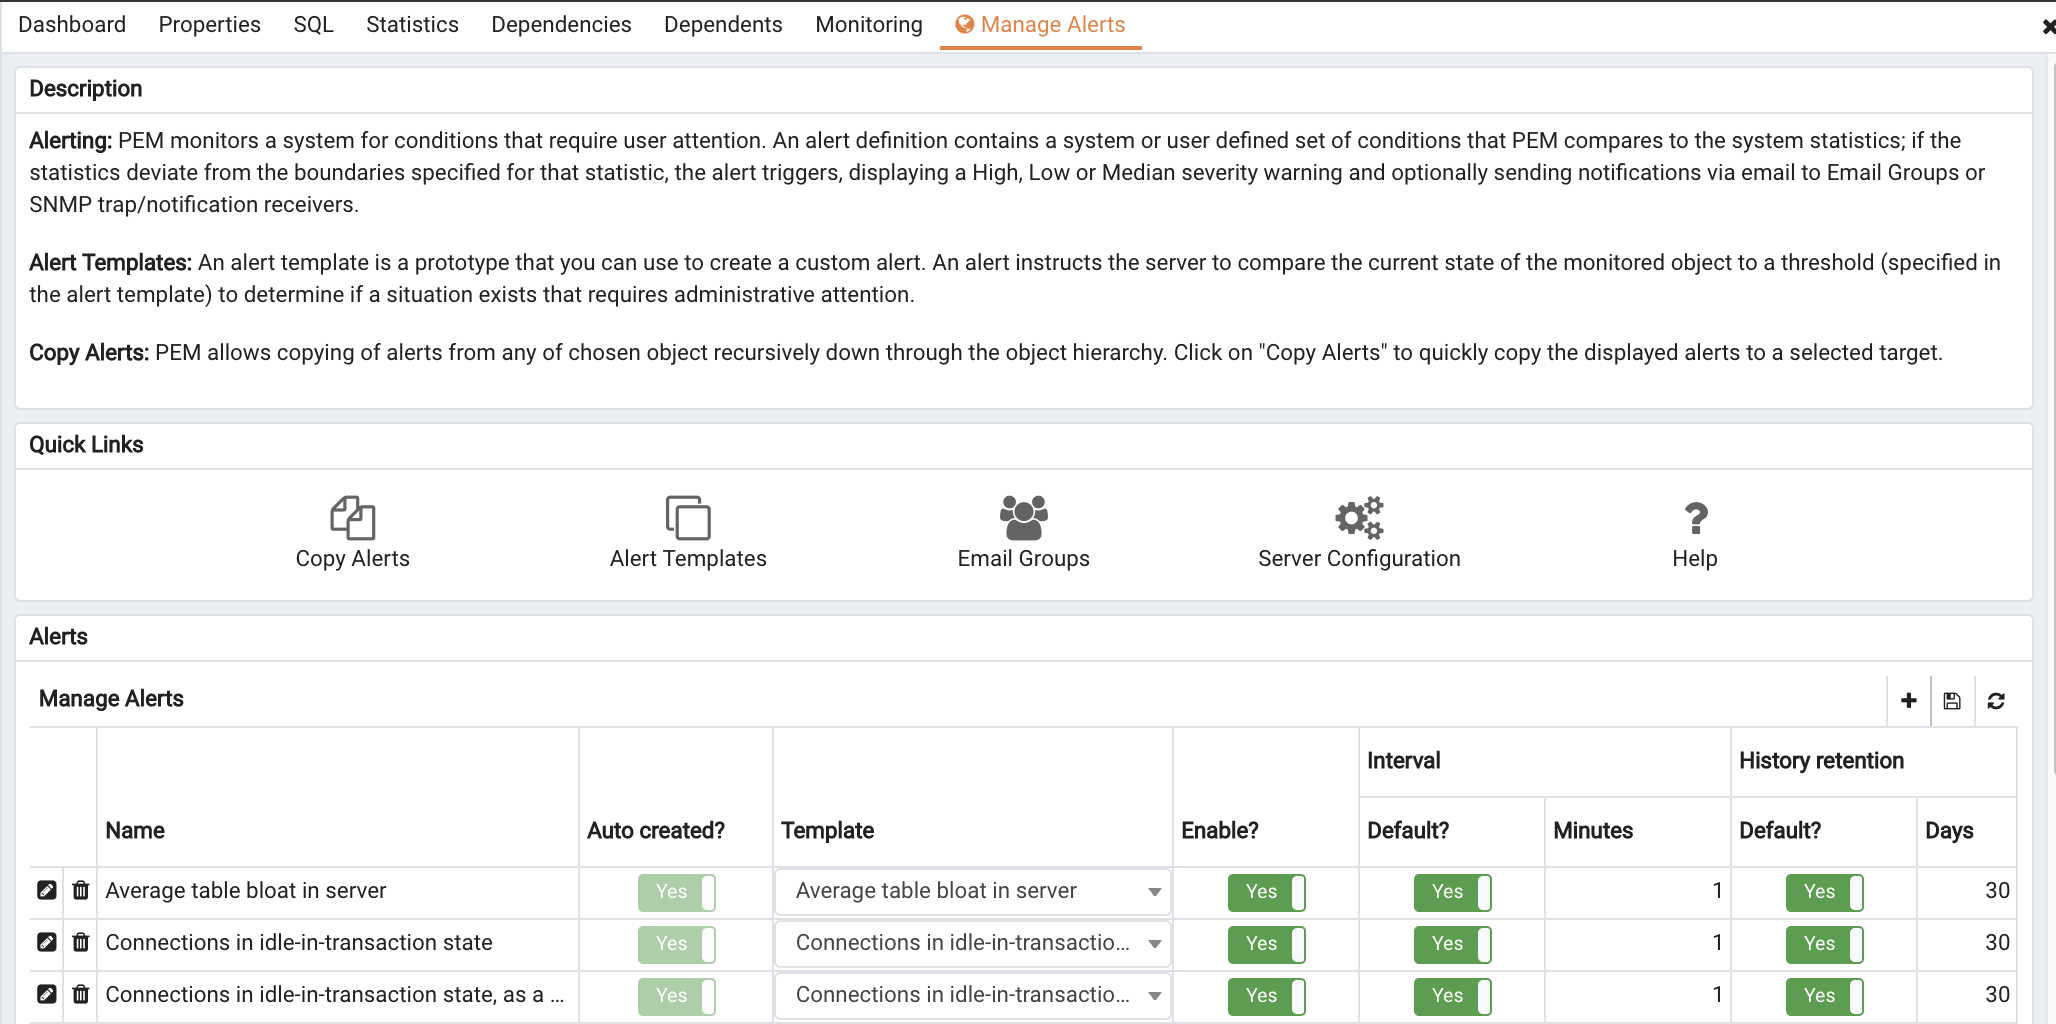 Dashboard Properties SQL Statistics Dependencies Dependents Monitoring Manage Alerts
Description
Alerting: PEM monitors a system for conditions that require user attention. An alert definition contains a system or user defined set of conditions that PEM compares to the system statistics; if the
statistics deviate from the boundaries specified for that statistic, the alert triggers, displaying a High, Low or Median severity warning and optionally sending notifications via email to Email Groups or
SNMP trap/notification receivers.
Alert Templates: An alert template is a prototype that you can use to create a custom alert. An alert instructs the server to compare the current state of the monitored object to a threshold (specified in
the alert template) to determine if a situation exists that requires administrative attention.
Copy Alerts: PEM allows copying of alerts from any of chosen object recursively down through the object hierarchy. Click on "Copy Alerts" to quickly copy the displayed alerts to a selected target.
Quick Links
Copy Alerts Alert Templates Email Groups Server Configuration Help
Alerts
Manage Alerts
Interval History retention
Name Auto created? Template Enable? Default? Minutes Default? Days
Average table bloat in server Yes Average table bloat in server Yes Yes 1 Yes 30
Connections in idle-in-transaction state Yes Connections in idle-in-transactio... Yes Yes 1 Yes 30
Connections in idle-in-transaction state, as a ... Yes Connections in idle-in-transactio... Yes Yes 1 Yes 30